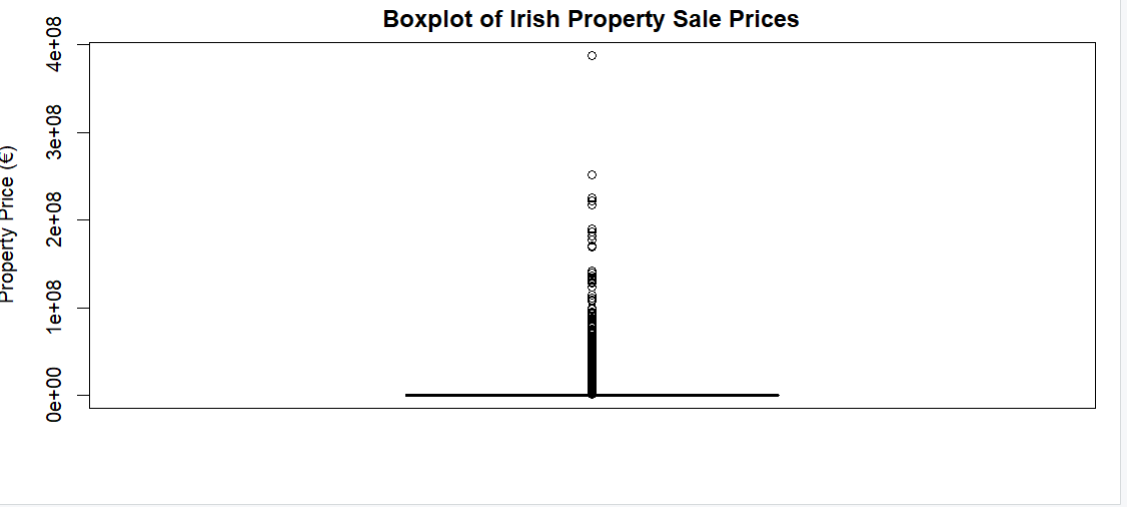 Boxplot of Irish Property Sale Prices
Property Price (€)
4e+08
3e+08
2e+08
1e+08
0e+00